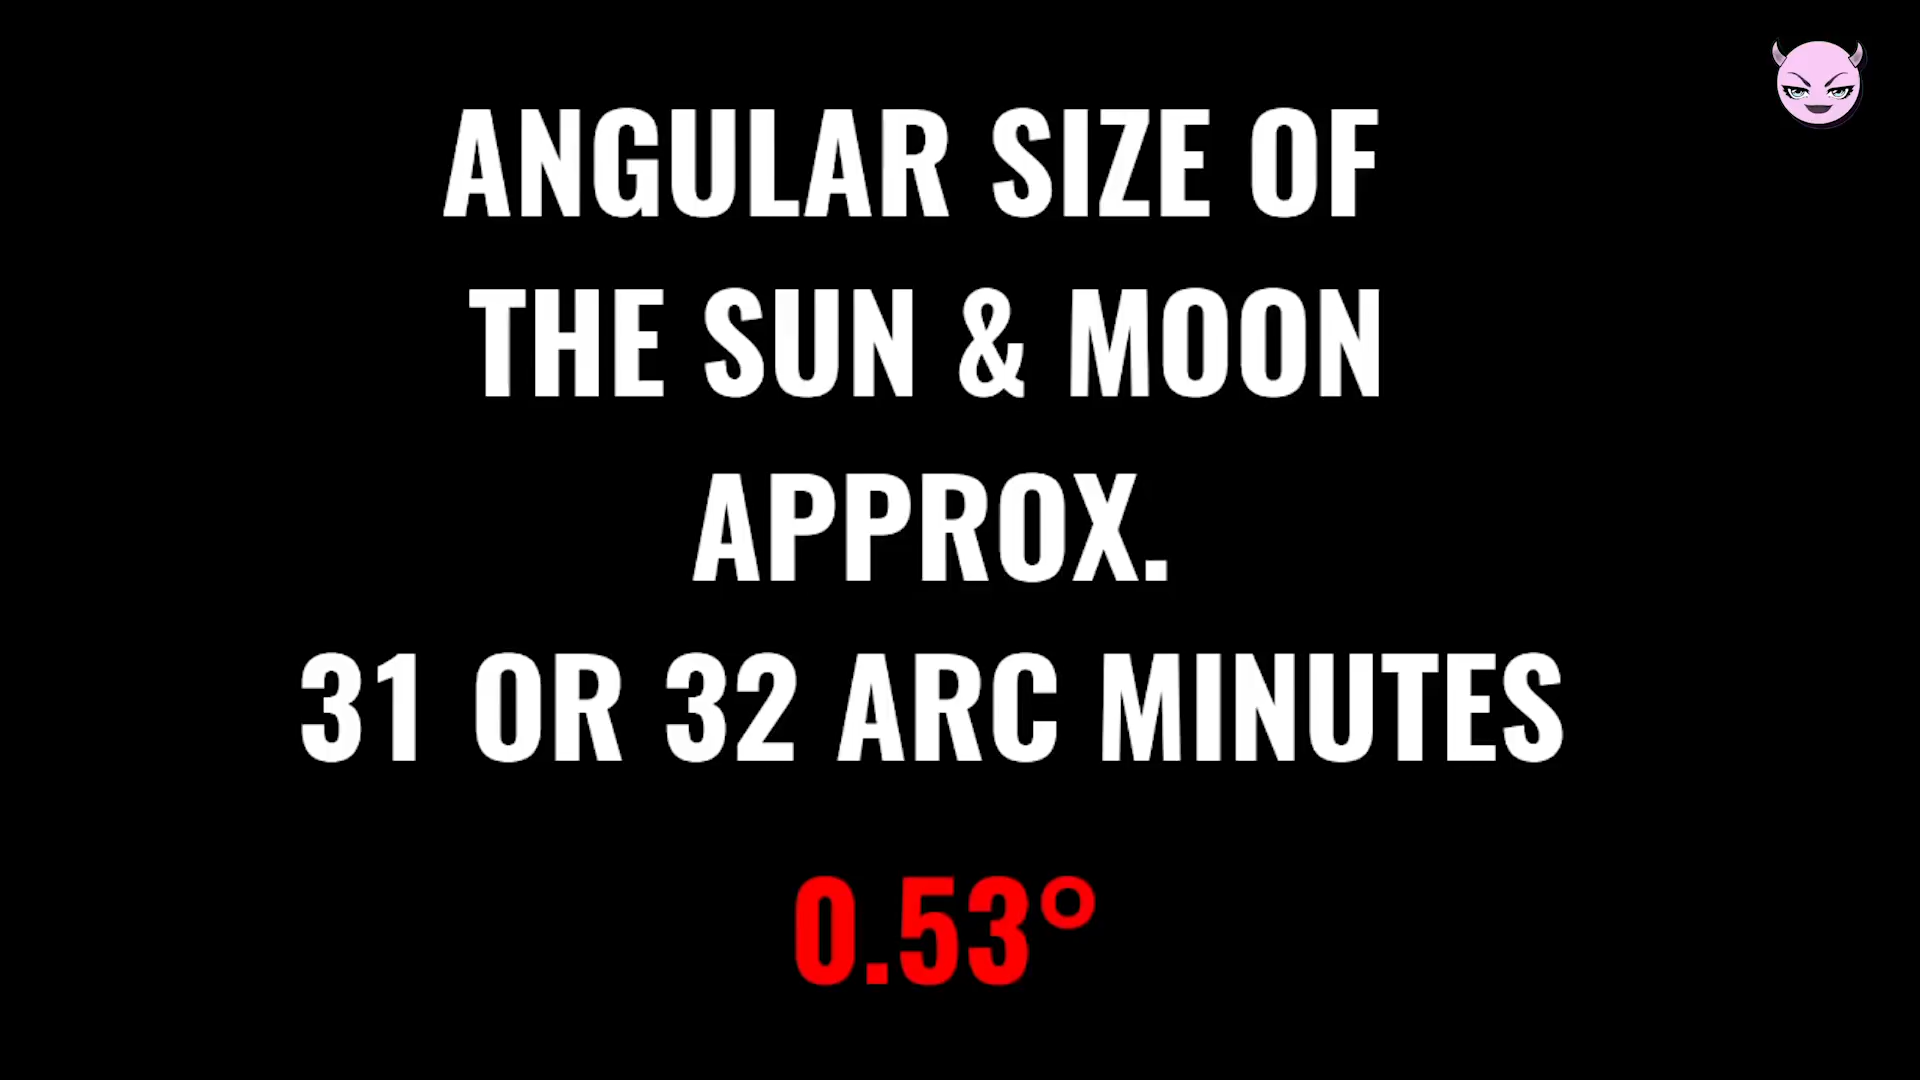 ANGULAR SIZE OF
THE SUN & MOON
APPROX.
31 OR 32 ARC MINUTES
0.53°